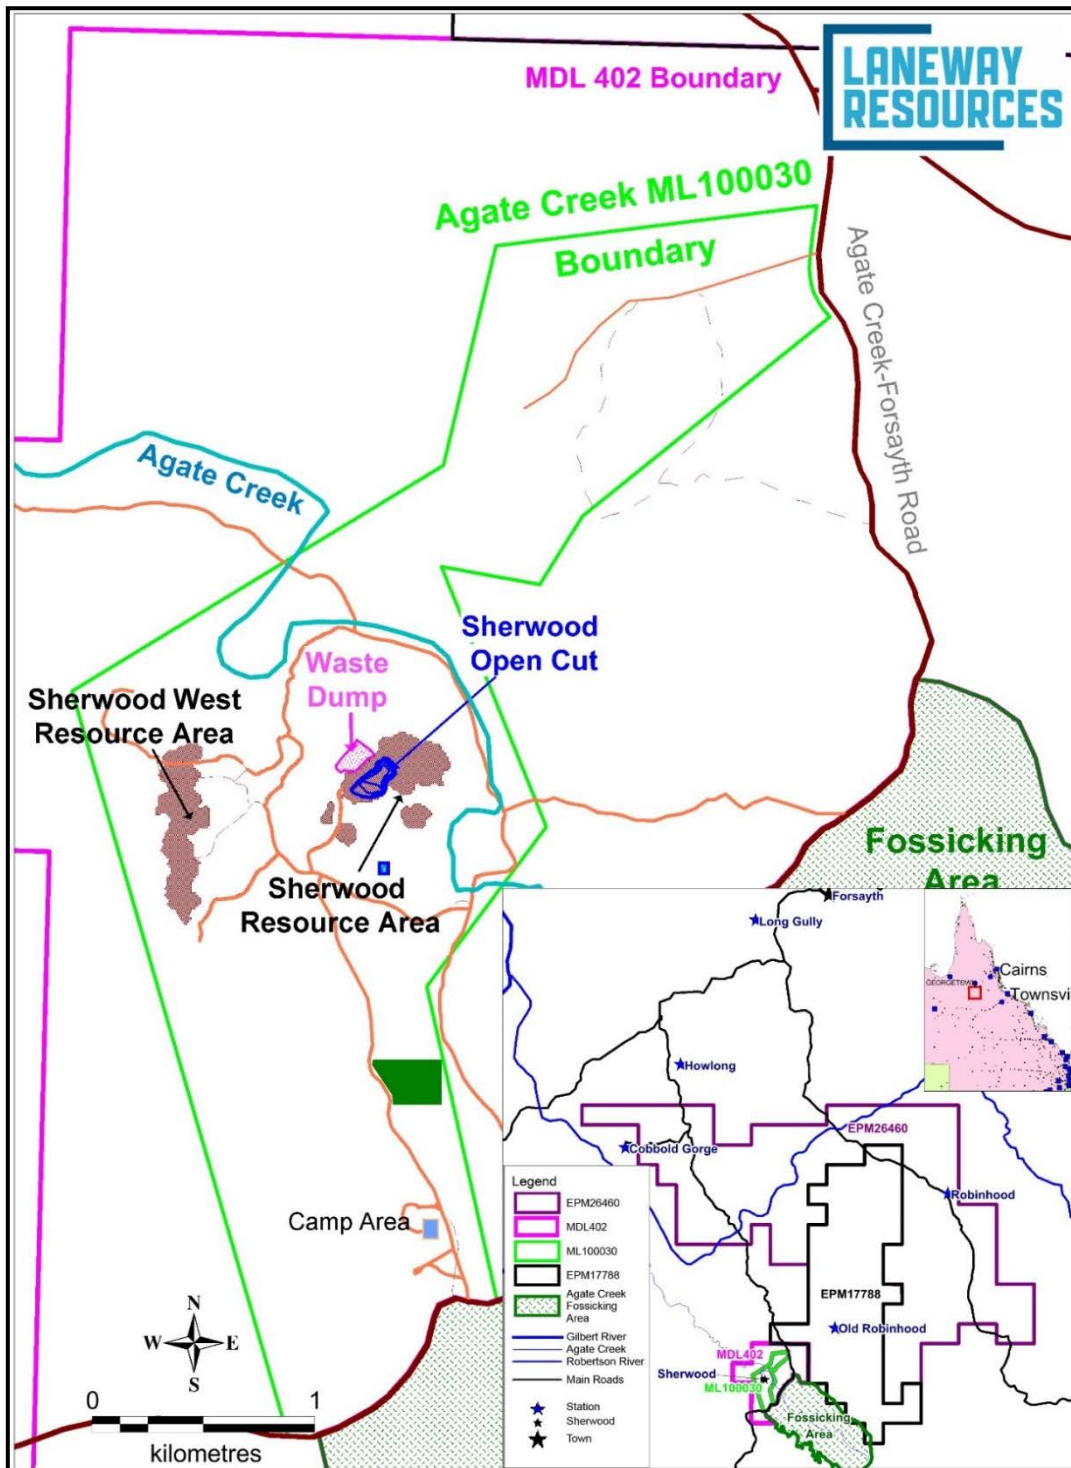 LANEWAY
RESOURCES
MDL 402 Boundary
Agate Creek ML100030
Boundary
Agate Creek-Forsayth Road
Agate Creek
Sherwood
Open Cut
Waste
Dump
Sherwood West
Resource Area
Fossicking
Area
Sherwood
Resource Area
Camp Area
N
W E
S
0 1
kilometres
Forsayth
Long Gully
Howlong
EPM26460
Cobbold Gorge
Robinhood
EPM17788
Old Robinhood
MDL402
Sherwood
ML100030
Fossicking
Area
Cairns
GEORGETOWN
Townsvi
Legend
EPM26460
MDL402
ML100030
EPM17788
Agate Creek
Fossicking
Area
Gilbert River
Agate Creek
Robertson River
Main Roads
Station
Sherwood
Town